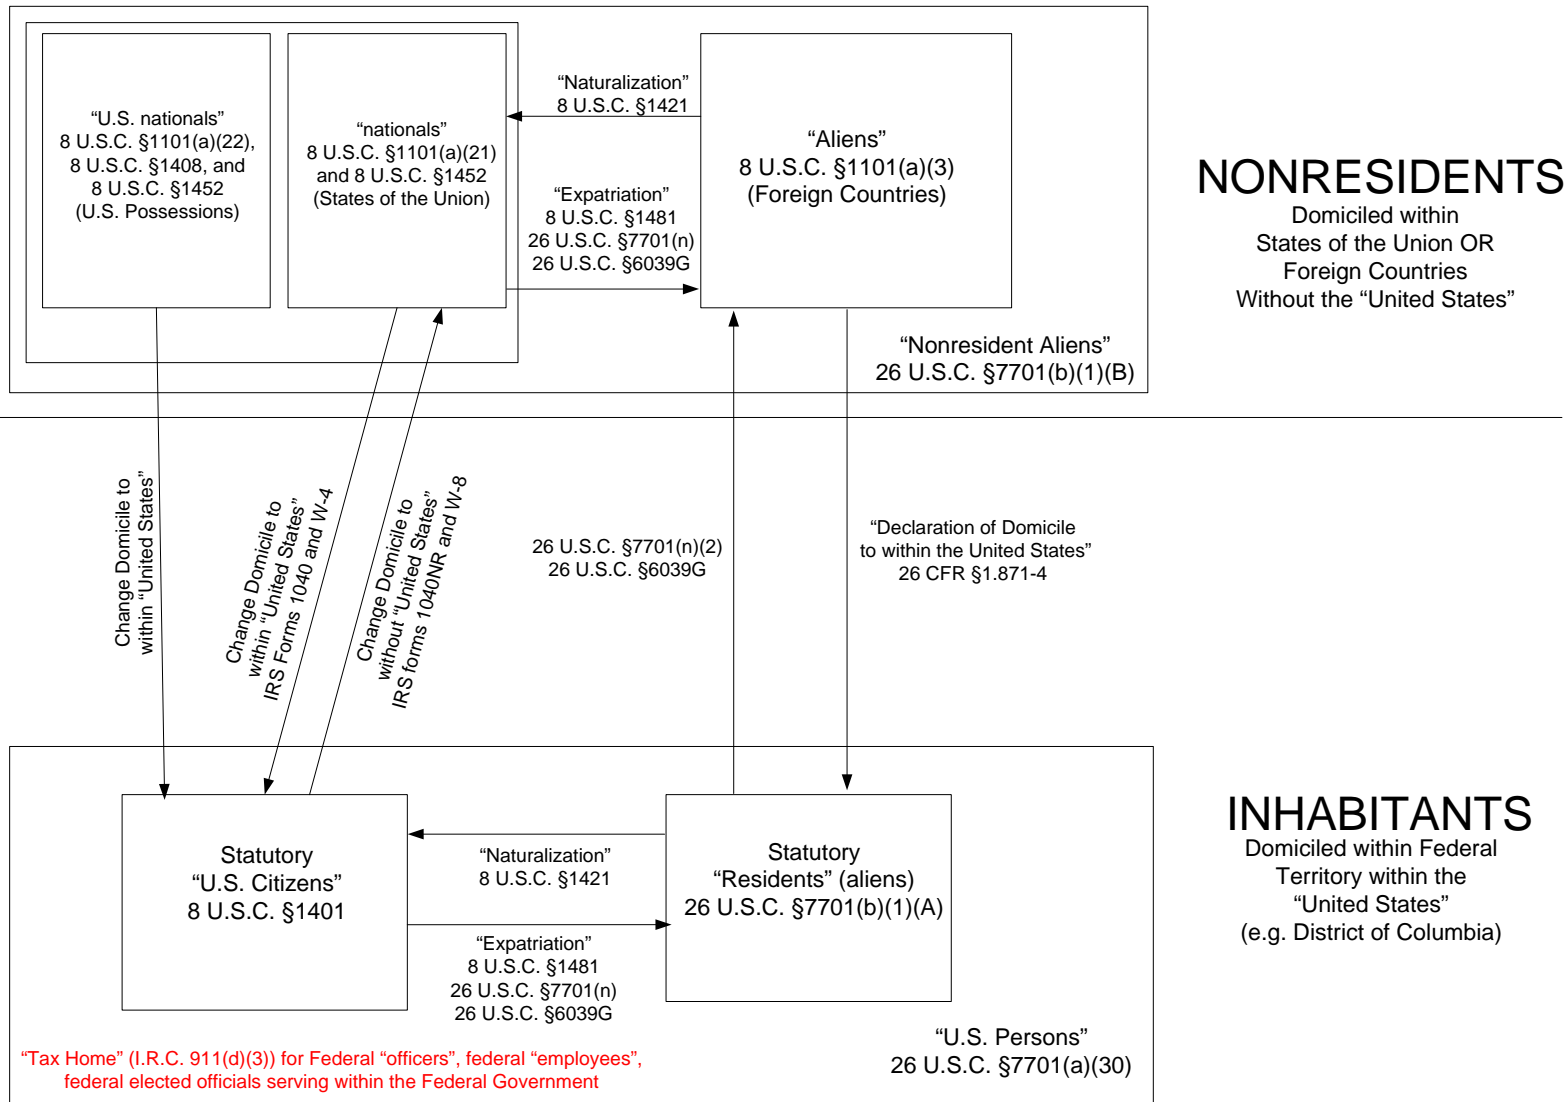 “U.S. nationals”
8 U.S.C. §1101(a)(22),
8 U.S.C. §1408, and
8 U.S.C. §1452
(U.S. Possessions)
“nationals”
8 U.S.C. §1101(a)(21)
and 8 U.S.C. §1452
(States of the Union)
“Naturalization”
8 U.S.C. §1421
“Expatriation”
8 U.S.C. §1481
26 U.S.C. §7701(n)
26 U.S.C. §6039G
“Aliens”
8 U.S.C. §1101(a)(3)
(Foreign Countries)
“Nonresident Aliens”
26 U.S.C. §7701(b)(1)(B)
NONRESIDENTS
Domiciled within
States of the Union OR
Foreign Countries
Without the “United States”
Change Domicile to
within “United States”
Change Domicile to
within “United States”
IRS Forms 1040 and W-4
Change Domicile to
without “United States”
IRS forms 1040NR and W-8
26 U.S.C. §7701(n)(2)
26 U.S.C. §6039G
“Declaration of Domicile
to within the United States”
26 CFR §1.871-4
Statutory
“U.S. Citizens”
8 U.S.C. §1401
“Naturalization”
8 U.S.C. §1421
“Expatriation”
8 U.S.C. §1481
26 U.S.C. §7701(n)
26 U.S.C. §6039G
Statutory
“Residents” (aliens)
26 U.S.C. §7701(b)(1)(A)
“U.S. Persons”
26 U.S.C. §7701(a)(30)
“Tax Home” (I.R.C. 911(d)(3)) for Federal “officers”, federal “employees”,
federal elected officials serving within the Federal Government
INHABITANTS
Domiciled within Federal
Territory within the
“United States”
(e.g. District of Columbia)